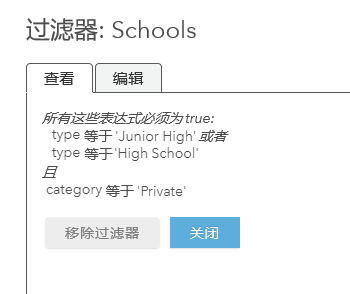 过滤器: Schools
查看 编辑
所有这些表达式必须为 true:
type 等于 'Junior High' 或者
type 等于 'High School'
且
category 等于 'Private'
移除过滤器 关闭